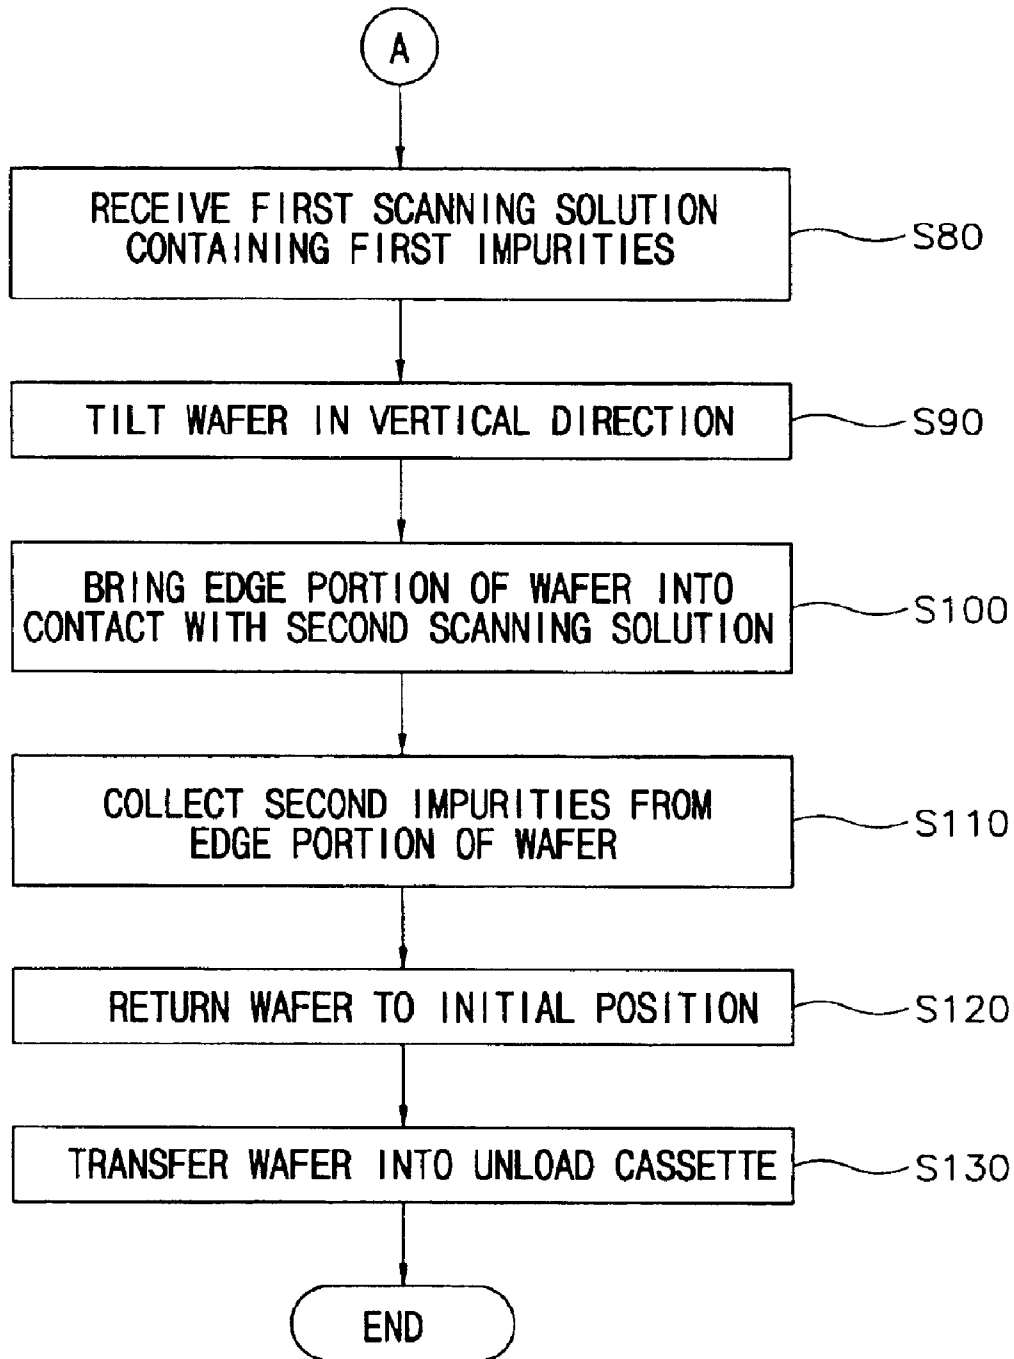 A
RECEIVE FIRST SCANNING SOLUTION
CONTAINING FIRST IMPURITIES
S80
TILT WAFER IN VERTICAL DIRECTION
S90
BRING EDGE PORTION OF WAFER INTO
CONTACT WITH SECOND SCANNING SOLUTION
S100
COLLECT SECOND IMPURITIES FROM
EDGE PORTION OF WAFER
S110
RETURN WAFER TO INITIAL POSITION
S120
TRANSFER WAFER INTO UNLOAD CASSETTE
S130
END